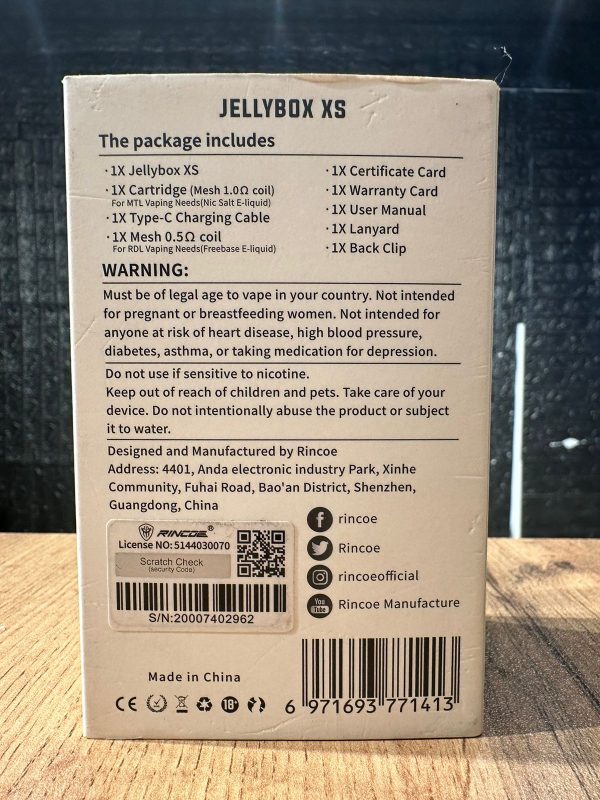 JELLYBOX XS
The package includes
·1X Jellybox XS
·1X Cartridge (Mesh 1.0Ω coil)
For MTL Vaping Needs(Nic Salt E-liquid)
·1X Type-C Charging Cable
·1X Mesh 0.5Ω coil
For RDL Vaping Needs(Freebase E-liquid)
·1X Certificate Card
·1X Warranty Card
·1X User Manual
·1X Lanyard
·1X Back Clip
WARNING:
Must be of legal age to vape in your country. Not intended
for pregnant or breastfeeding women. Not intended for
anyone at risk of heart disease, high blood pressure,
diabetes, asthma, or taking medication for depression.
Do not use if sensitive to nicotine.
Keep out of reach of children and pets. Take care of your
device. Do not intentionally abuse the product or subject
it to water.
Designed and Manufactured by Rincoe
Address: 4401, Anda electronic industry Park, Xinhe
Community, Fuhai Road, Bao'an District, Shenzhen,
Guangdong, China
RINCOE®
License NO: 5144030070
Scratch Check
(security Code)
S/N:20007402962
f rincoe
Rincoe
rincoeofficial
You Tube Rincoe Manufacture
Made in China
CE 18+
6 971693 771413